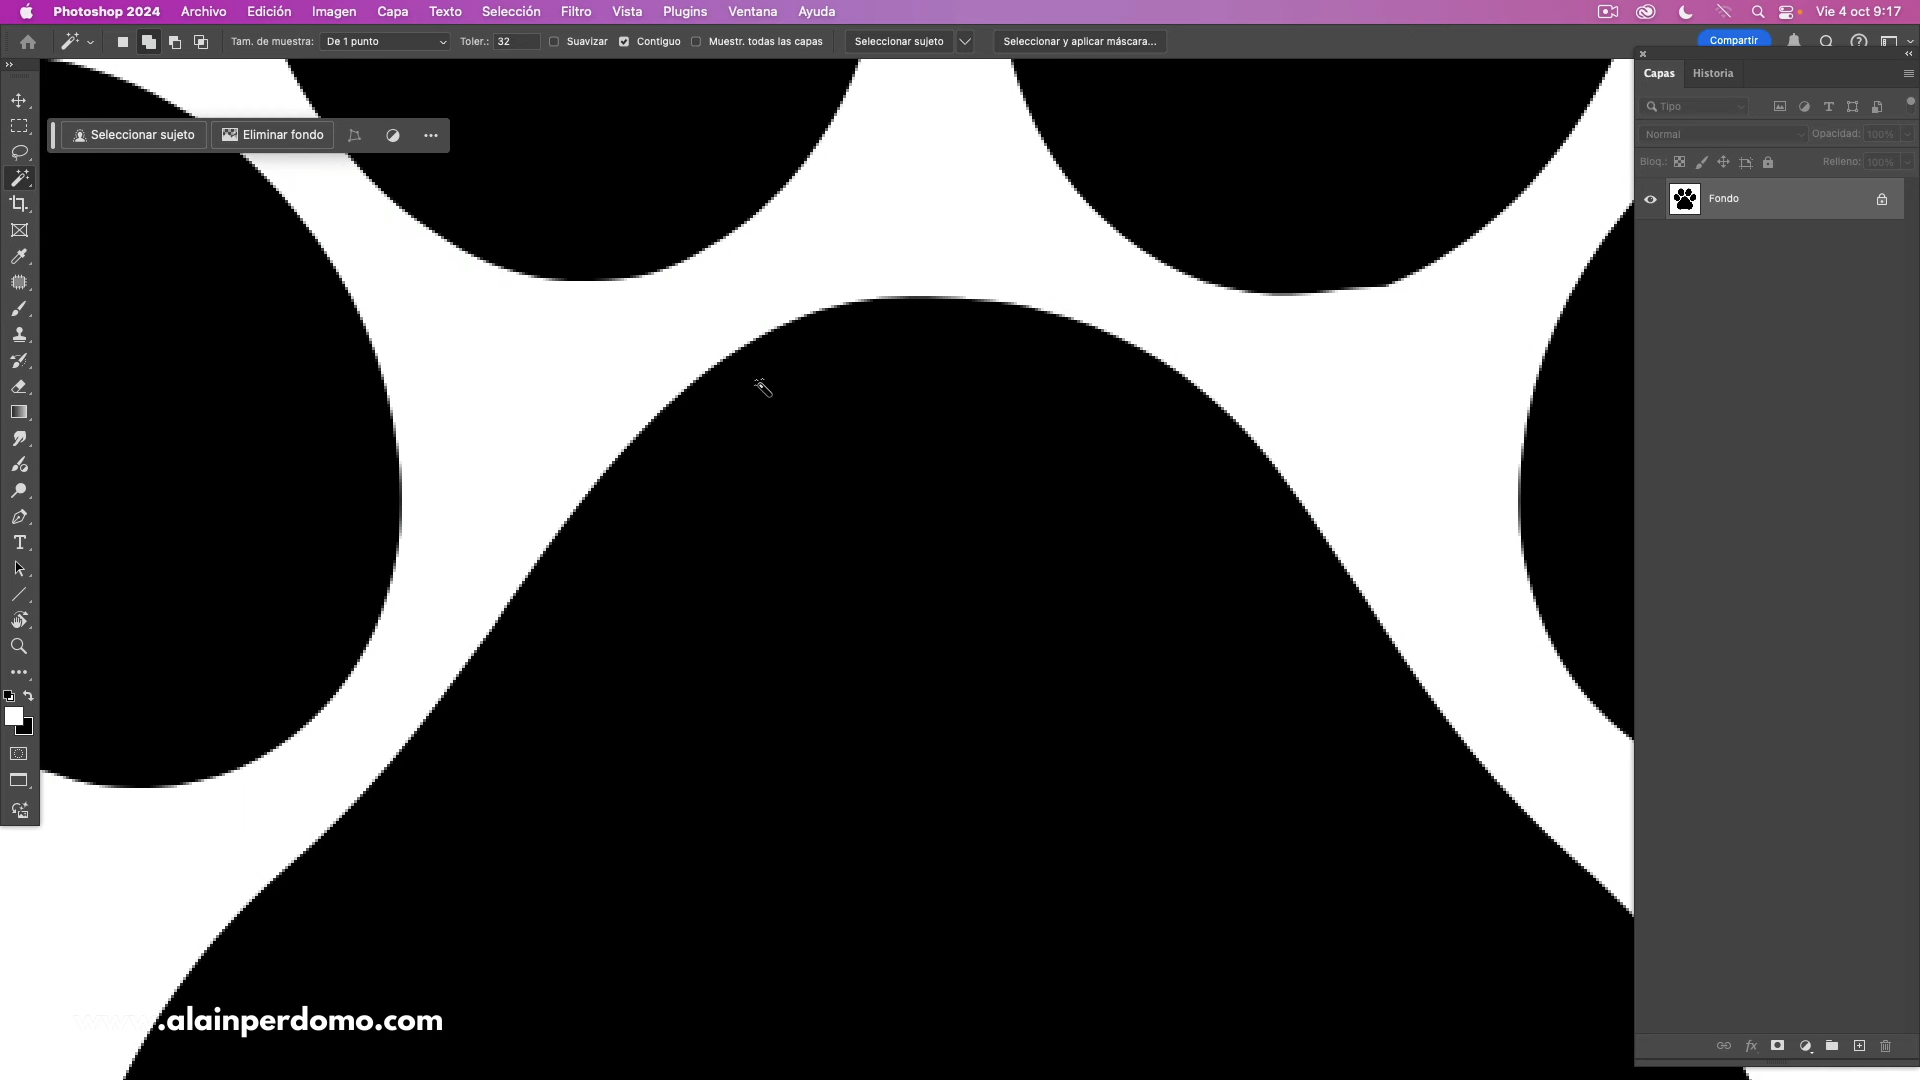 Photoshop 2024 Archivo Edición Imagen Capa Texto Selección Filtro Vista Plugins Ventana Ayuda Vie 4 oct 9:17
Tam. de muestra: De 1 punto Toler.: 32 Suavizar Contiguo Muestr. todas las capas Seleccionar sujeto Seleccionar y aplicar máscara... Compartir
Capas Historia
Tipo
Normal Opacidad: 100%
Bloq.: Relleno: 100%
Fondo
Seleccionar sujeto Eliminar fondo
.alainperdomo.com